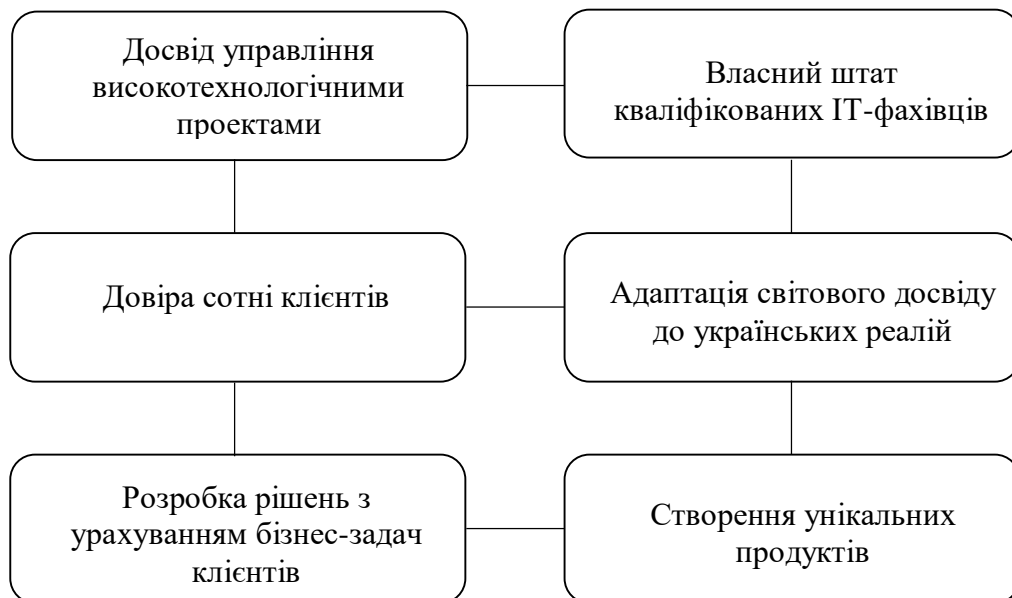 Досвід управління
високотехнологічними
проектами
Власний штат
кваліфікованих ІТ-фахівців
Довіра сотні клієнтів
Адаптація світового досвіду
до українських реалій
Розробка рішень з
урахуванням бізнес-задач
клієнтів
Створення унікальних
продуктів